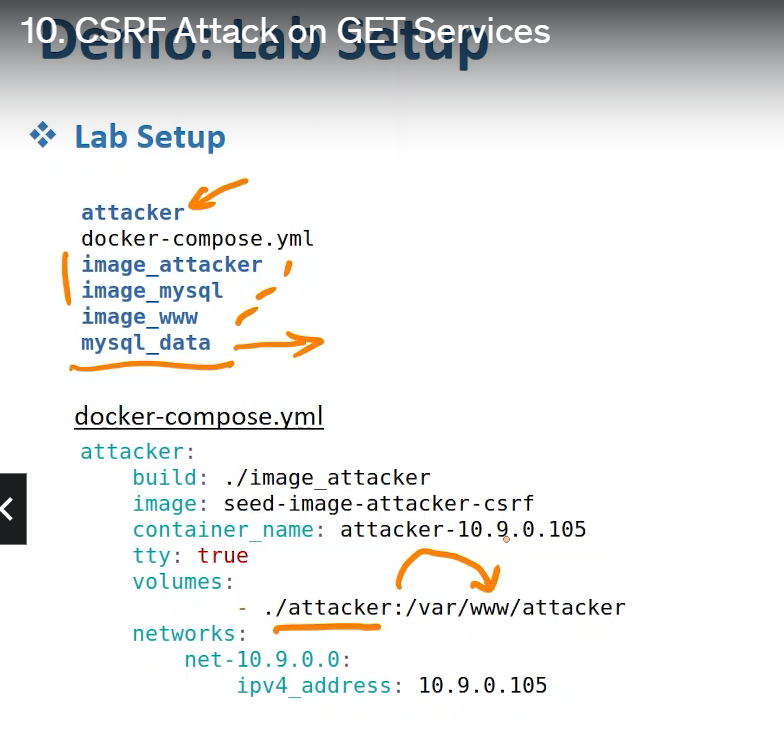 10. CSRF Attack on GET Services
Demo: Lab Setup
❖ Lab Setup
attacker
docker-compose.yml
image_attacker
image_mysql
image_www
mysql_data
docker-compose.yml
attacker:
build: ./image_attacker
image: seed-image-attacker-csrf
container_name: attacker-10.9.0.105
tty: true
volumes:
- ./attacker:/var/www/attacker
networks:
net-10.9.0.0:
ipv4_address: 10.9.0.105